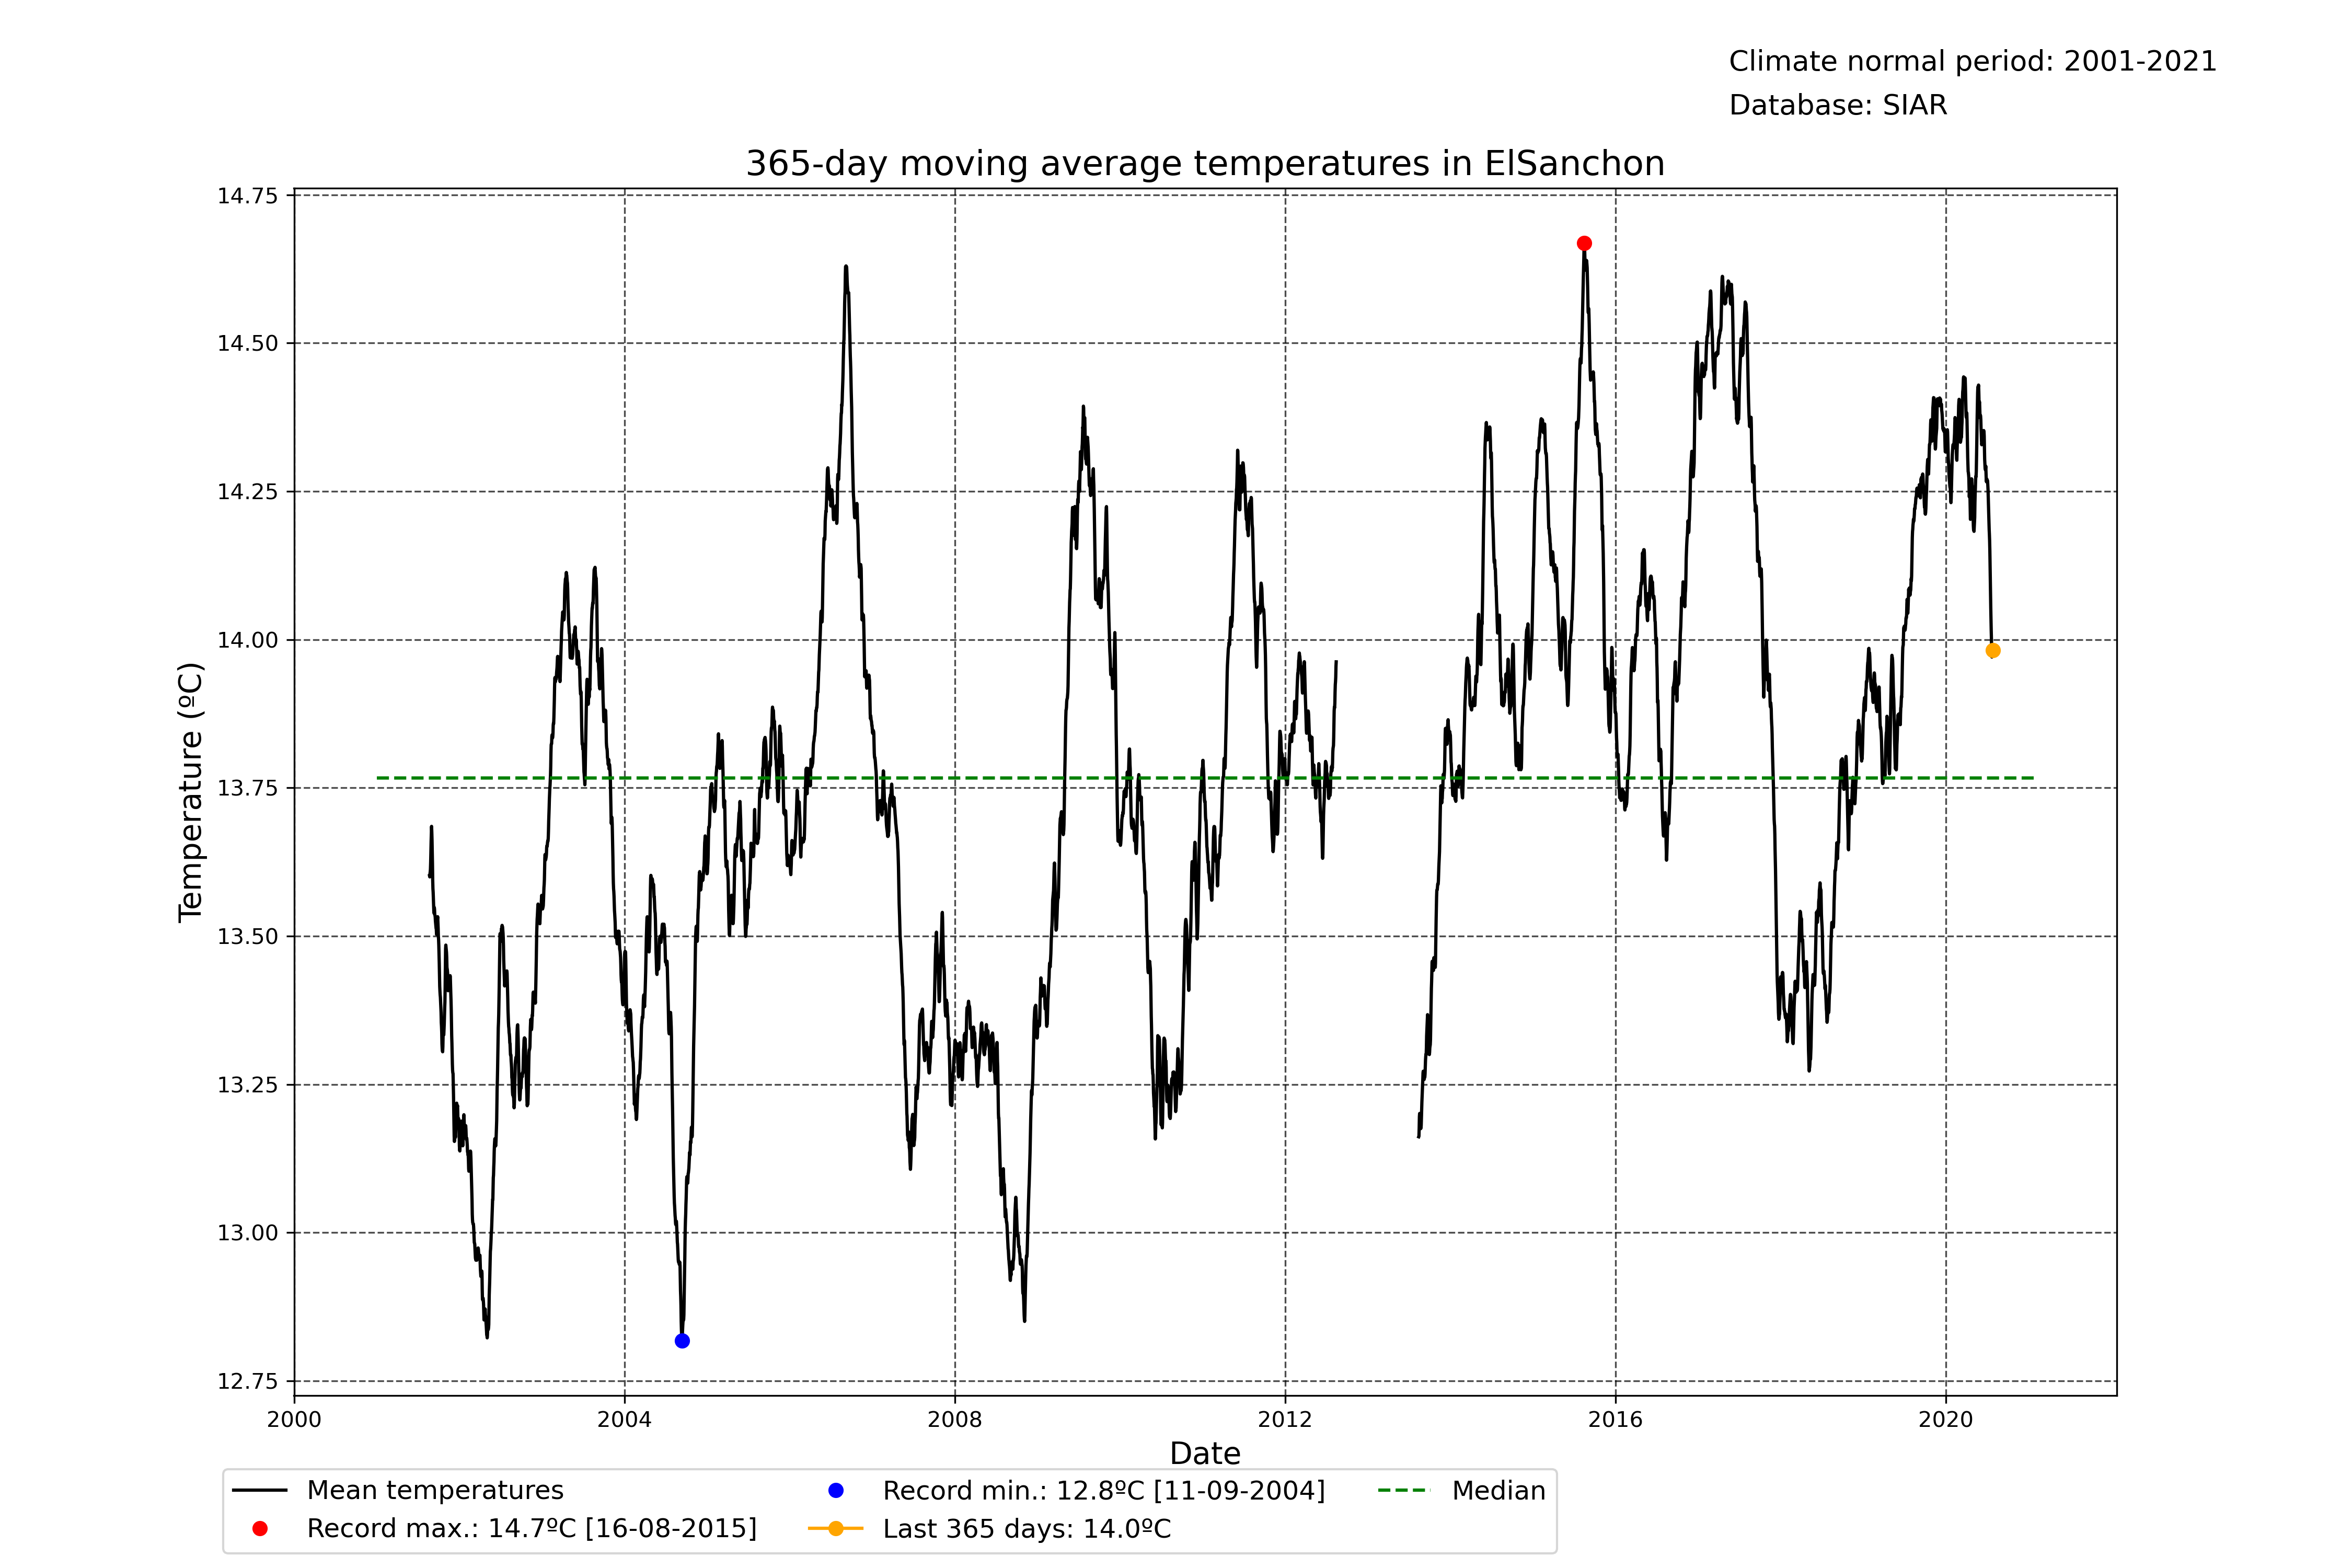 Climate normal period: 2001-2021
Database: SIAR
365-day moving average temperatures in ElSanchon
14.75
14.50
14.25
14.00
13.75
13.50
13.25
13.00
12.75
Temperature (ºC)
2000 2004 2008 2012 2016 2020
Date
Mean temperatures
Record max.: 14.7ºC [16-08-2015]
Record min.: 12.8ºC [11-09-2004]
Last 365 days: 14.0ºC
Median